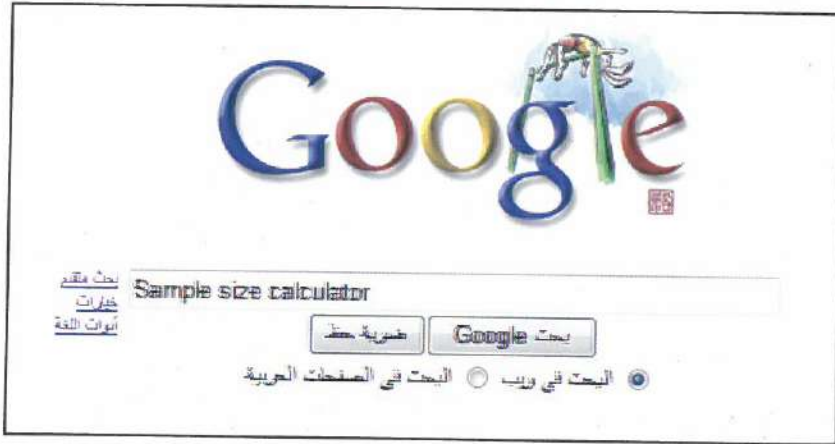 Google
بحث متقدم
Sample size calculator
خيارات
أدوات اللغة
بحث Google ضربة حظ
البحث في ويب البحث في الصفحات العربية